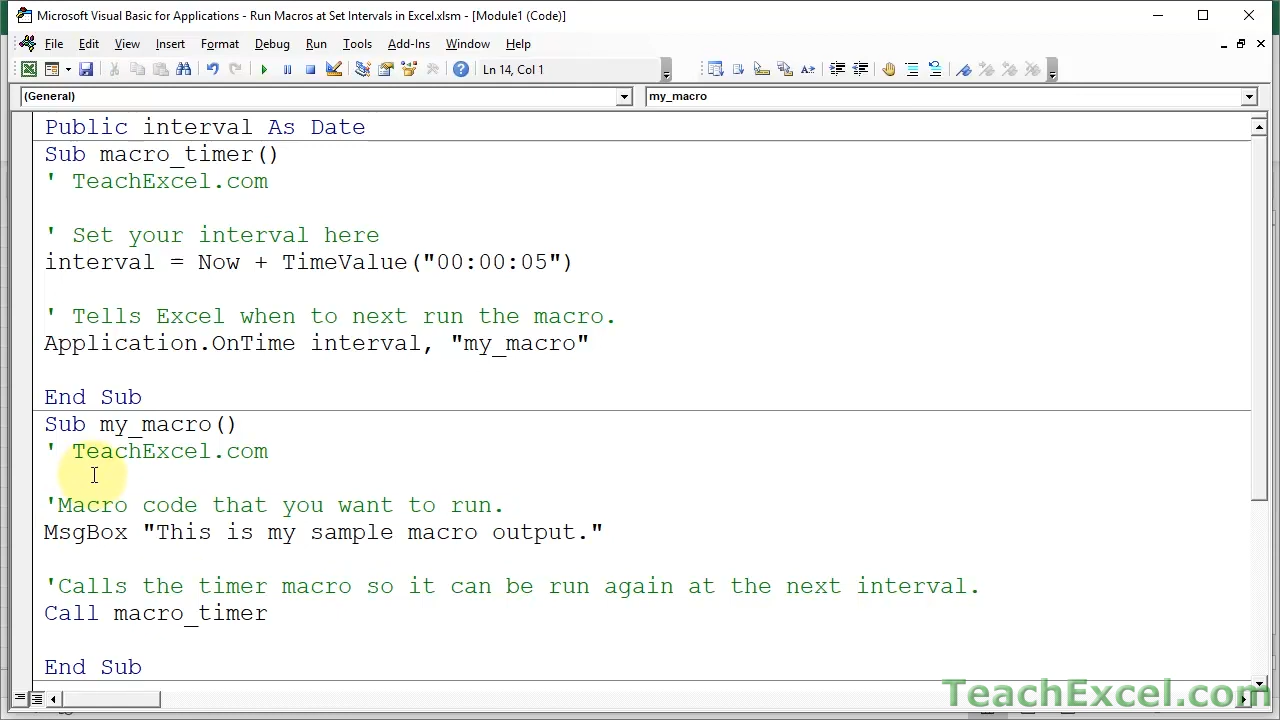 Microsoft Visual Basic for Applications - Run Macros at Set Intervals in Excel.xlsm - [Module1 (Code)]
File Edit View Insert Format Debug Run Tools Add-Ins Window Help
Ln 14, Col 1
(General) my_macro
Public interval As Date
Sub macro_timer()
' TeachExcel.com
' Set your interval here
interval = Now + TimeValue("00:00:05")
' Tells Excel when to next run the macro.
Application.OnTime interval, "my_macro"
End Sub
Sub my_macro()
' TeachExcel.com
'Macro code that you want to run.
MsgBox "This is my sample macro output."
'Calls the timer macro so it can be run again at the next interval.
Call macro_timer
End Sub
TeachExcel.com